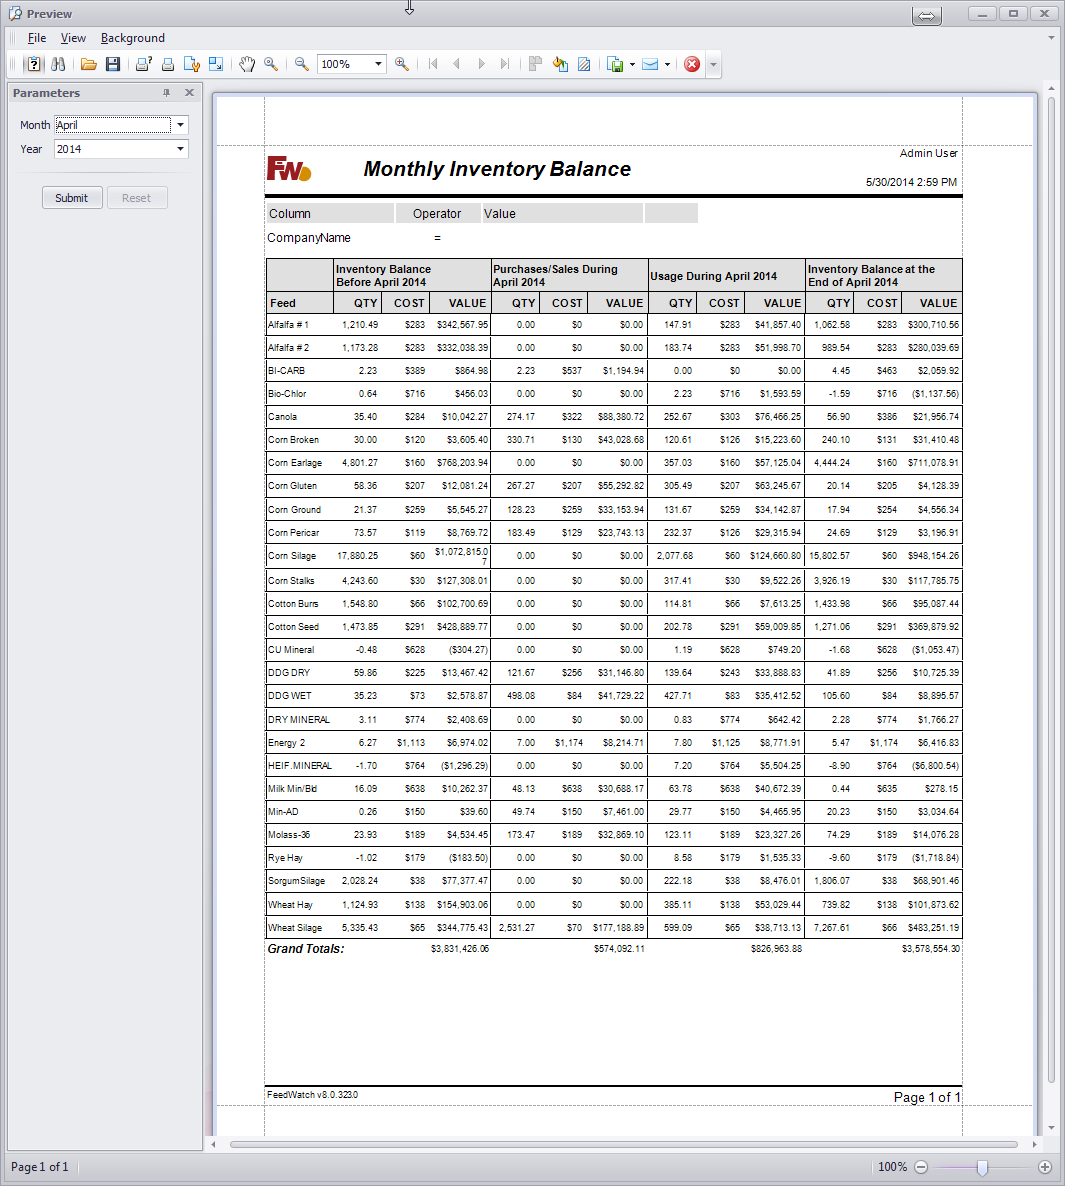 Preview
File View Background
100%
Parameters
Month April
Year 2014
Submit Reset
FW
Monthly Inventory Balance
Admin User
5/30/2014 2:59 PM
Column Operator Value
CompanyName =
Inventory Balance Before April 2014 Purchases/Sales During April 2014 Usage During April 2014 Inventory Balance at the End of April 2014
Feed QTY COST VALUE QTY COST VALUE QTY COST VALUE QTY COST VALUE
Alfalfa # 1 1,210.49 $283 $342,567.95 0.00 $0 $0.00 147.91 $283 $41,857.40 1,062.58 $283 $300,710.56
Alfalfa # 2 1,173.28 $283 $332,038.39 0.00 $0 $0.00 183.74 $283 $51,998.70 989.54 $283 $280,039.69
BI-CARB 2.23 $389 $864.98 2.23 $537 $1,194.94 0.00 $0 $0.00 4.45 $463 $2,059.92
Bio-Chlor 0.64 $716 $456.03 0.00 $0 $0.00 2.23 $716 $1,593.59 -1.59 $716 ($1,137.56)
Canola 35.40 $284 $10,042.27 274.17 $322 $88,380.72 252.67 $303 $76,466.25 56.90 $386 $21,956.74
Corn Broken 30.00 $120 $3,605.40 330.71 $130 $43,028.68 120.61 $126 $15,223.60 240.10 $131 $31,410.48
Corn Earlage 4,801.27 $160 $768,203.94 0.00 $0 $0.00 357.03 $160 $57,125.04 4,444.24 $160 $711,078.91
Corn Gluten 58.36 $207 $12,081.24 267.27 $207 $55,292.82 305.49 $207 $63,245.67 20.14 $205 $4,128.39
Corn Ground 21.37 $259 $5,545.27 128.23 $259 $33,153.94 131.67 $259 $34,142.87 17.94 $254 $4,556.34
Corn Pericar 73.57 $119 $8,769.72 183.49 $129 $23,743.13 232.37 $126 $29,315.94 24.69 $129 $3,196.91
Corn Silage 17,880.25 $60 $1,072,815.07 0.00 $0 $0.00 2,077.68 $60 $124,660.80 15,802.57 $60 $948,154.26
Corn Stalks 4,243.60 $30 $127,308.01 0.00 $0 $0.00 317.41 $30 $9,522.26 3,926.19 $30 $117,785.75
Cotton Burrs 1,548.80 $66 $102,700.69 0.00 $0 $0.00 114.81 $66 $7,613.25 1,433.98 $66 $95,087.44
Cotton Seed 1,473.85 $291 $428,889.77 0.00 $0 $0.00 202.78 $291 $59,009.85 1,271.06 $291 $369,879.92
CU Mineral -0.48 $628 ($304.27) 0.00 $0 $0.00 1.19 $628 $749.20 -1.68 $628 ($1,053.47)
DDG DRY 59.86 $225 $13,467.42 121.67 $256 $31,146.80 139.64 $243 $33,888.83 41.89 $256 $10,725.39
DDG WET 35.23 $73 $2,578.87 498.08 $84 $41,729.22 427.71 $83 $35,412.52 105.60 $84 $8,895.57
DRY MINERAL 3.11 $774 $2,408.69 0.00 $0 $0.00 0.83 $774 $642.42 2.28 $774 $1,766.27
Energy 2 6.27 $1,113 $6,974.02 7.00 $1,174 $8,214.71 7.80 $1,125 $8,771.91 5.47 $1,174 $6,416.83
HEIF.MINERAL -1.70 $764 ($1,296.29) 0.00 $0 $0.00 7.20 $764 $5,504.25 -8.90 $764 ($6,800.54)
Milk Min/Bld 16.09 $638 $10,262.37 48.13 $638 $30,688.17 63.78 $638 $40,672.39 0.44 $635 $278.15
Min-AD 0.26 $150 $39.60 49.74 $150 $7,461.00 29.77 $150 $4,465.95 20.23 $150 $3,034.64
Molass-36 23.93 $189 $4,534.45 173.47 $189 $32,869.10 123.11 $189 $23,327.26 74.29 $189 $14,076.28
Rye Hay -1.02 $179 ($183.50) 0.00 $0 $0.00 8.58 $179 $1,535.33 -9.60 $179 ($1,718.84)
SorgumSilage 2,028.24 $38 $77,377.47 0.00 $0 $0.00 222.18 $38 $8,476.01 1,806.07 $38 $68,901.46
Wheat Hay 1,124.93 $138 $154,903.06 0.00 $0 $0.00 385.11 $138 $53,029.44 739.82 $138 $101,873.62
Wheat Silage 5,335.43 $65 $344,775.43 2,531.27 $70 $177,188.89 599.09 $65 $38,713.13 7,267.61 $66 $483,251.19
Grand Totals: $3,831,426.06 $574,092.11 $826,963.88 $3,578,554.30
FeedWatch v8.0.323.0
Page 1 of 1
Page 1 of 1 100%